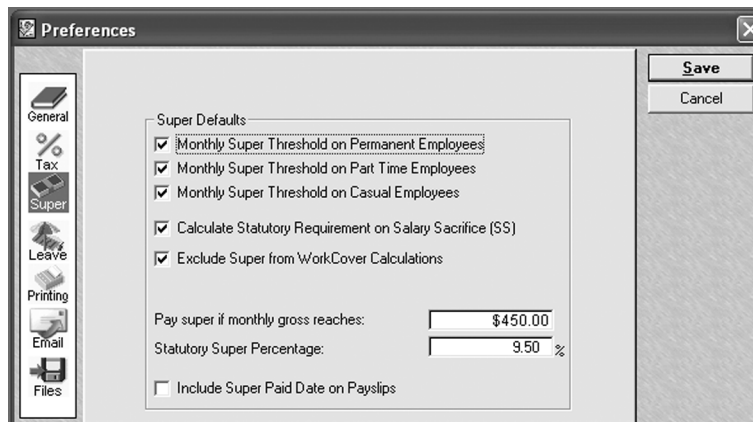 Preferences
Save
Cancel
General
Tax
Super
Leave
Printing
Email
Files
Super Defaults
Monthly Super Threshold on Permanent Employees
Monthly Super Threshold on Part Time Employees
Monthly Super Threshold on Casual Employees
Calculate Statutory Requirement on Salary Sacrifice (SS)
Exclude Super from WorkCover Calculations
Pay super if monthly gross reaches: $450.00
Statutory Super Percentage: 9.50 %
Include Super Paid Date on Payslips